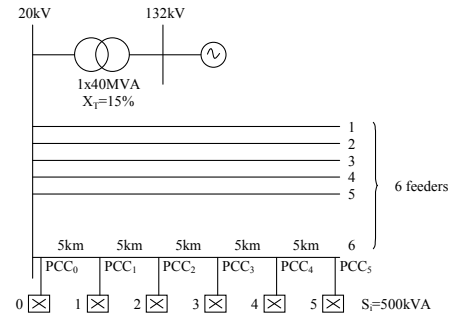 20kV 132kV
1x40MVA
X_T=15%
1
2
3
4
5
6 feeders
5km 5km 5km 5km 5km 6
PCC₀ PCC₁ PCC₂ PCC₃ PCC₄ PCC₅
0 1 2 3 4 5 Sᵢ=500kVA